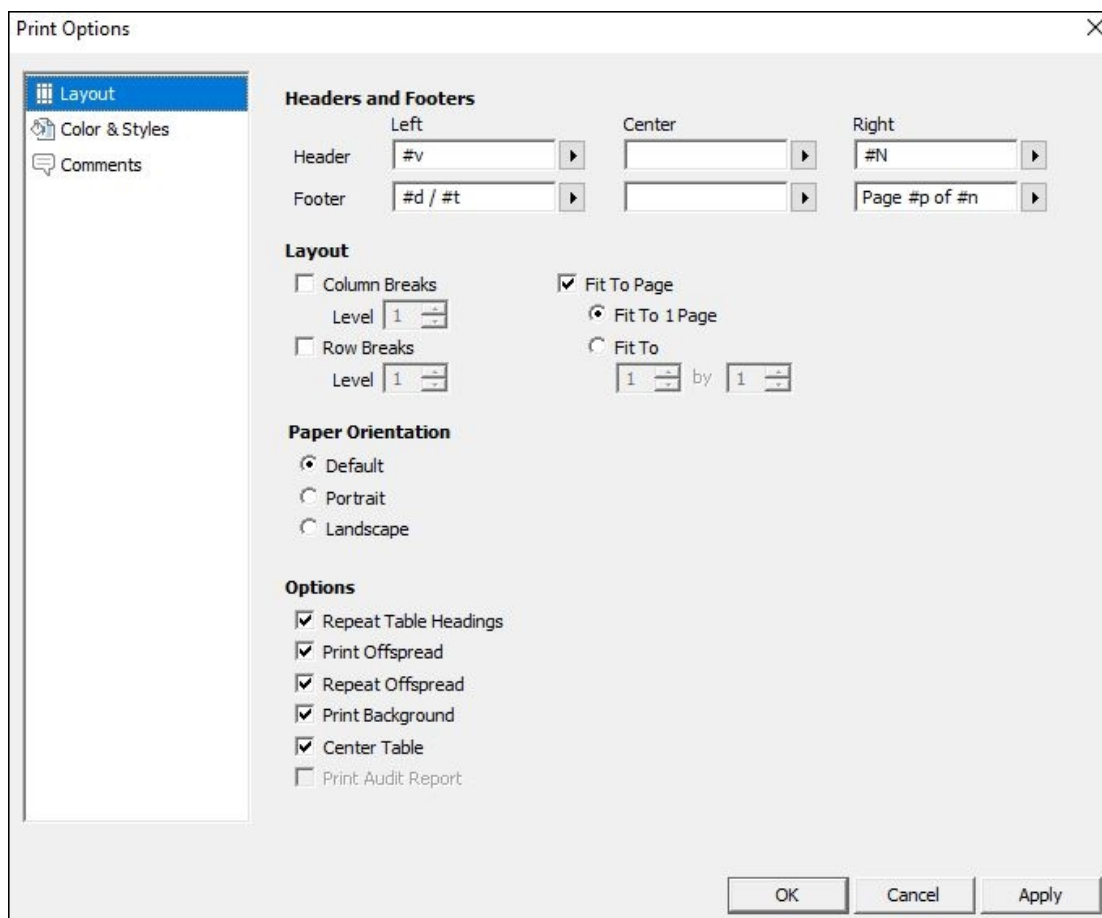 Print Options
Layout
Color & Styles
Comments
Headers and Footers
Left Center Right
Header #v #N
Footer #d / #t Page #p of #n
Layout
Column Breaks Fit To Page
Level 1 Fit To 1 Page
Row Breaks Fit To
Level 1 1 by 1
Paper Orientation
Default
Portrait
Landscape
Options
Repeat Table Headings
Print Offspread
Repeat Offspread
Print Background
Center Table
Print Audit Report
OK Cancel Apply